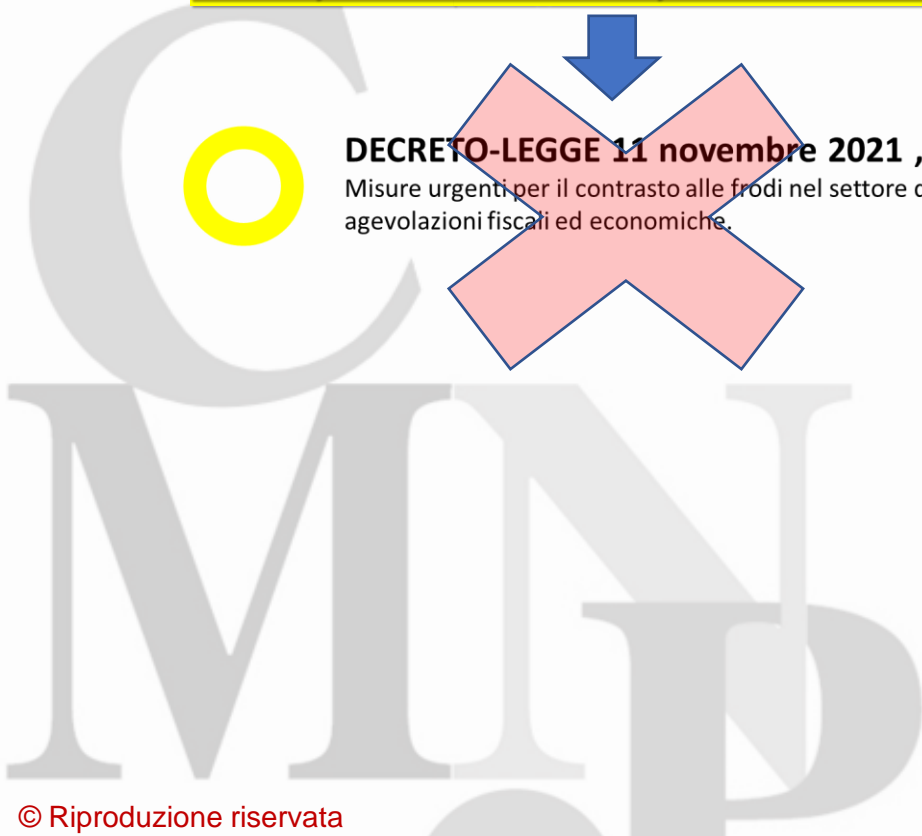 DECRETO-LEGGE 11 novembre 2021 ,
Misure urgenti per il contrasto alle frodi nel settore
agevolazioni fiscali ed economiche.
C
M N
P
© Riproduzione riservata